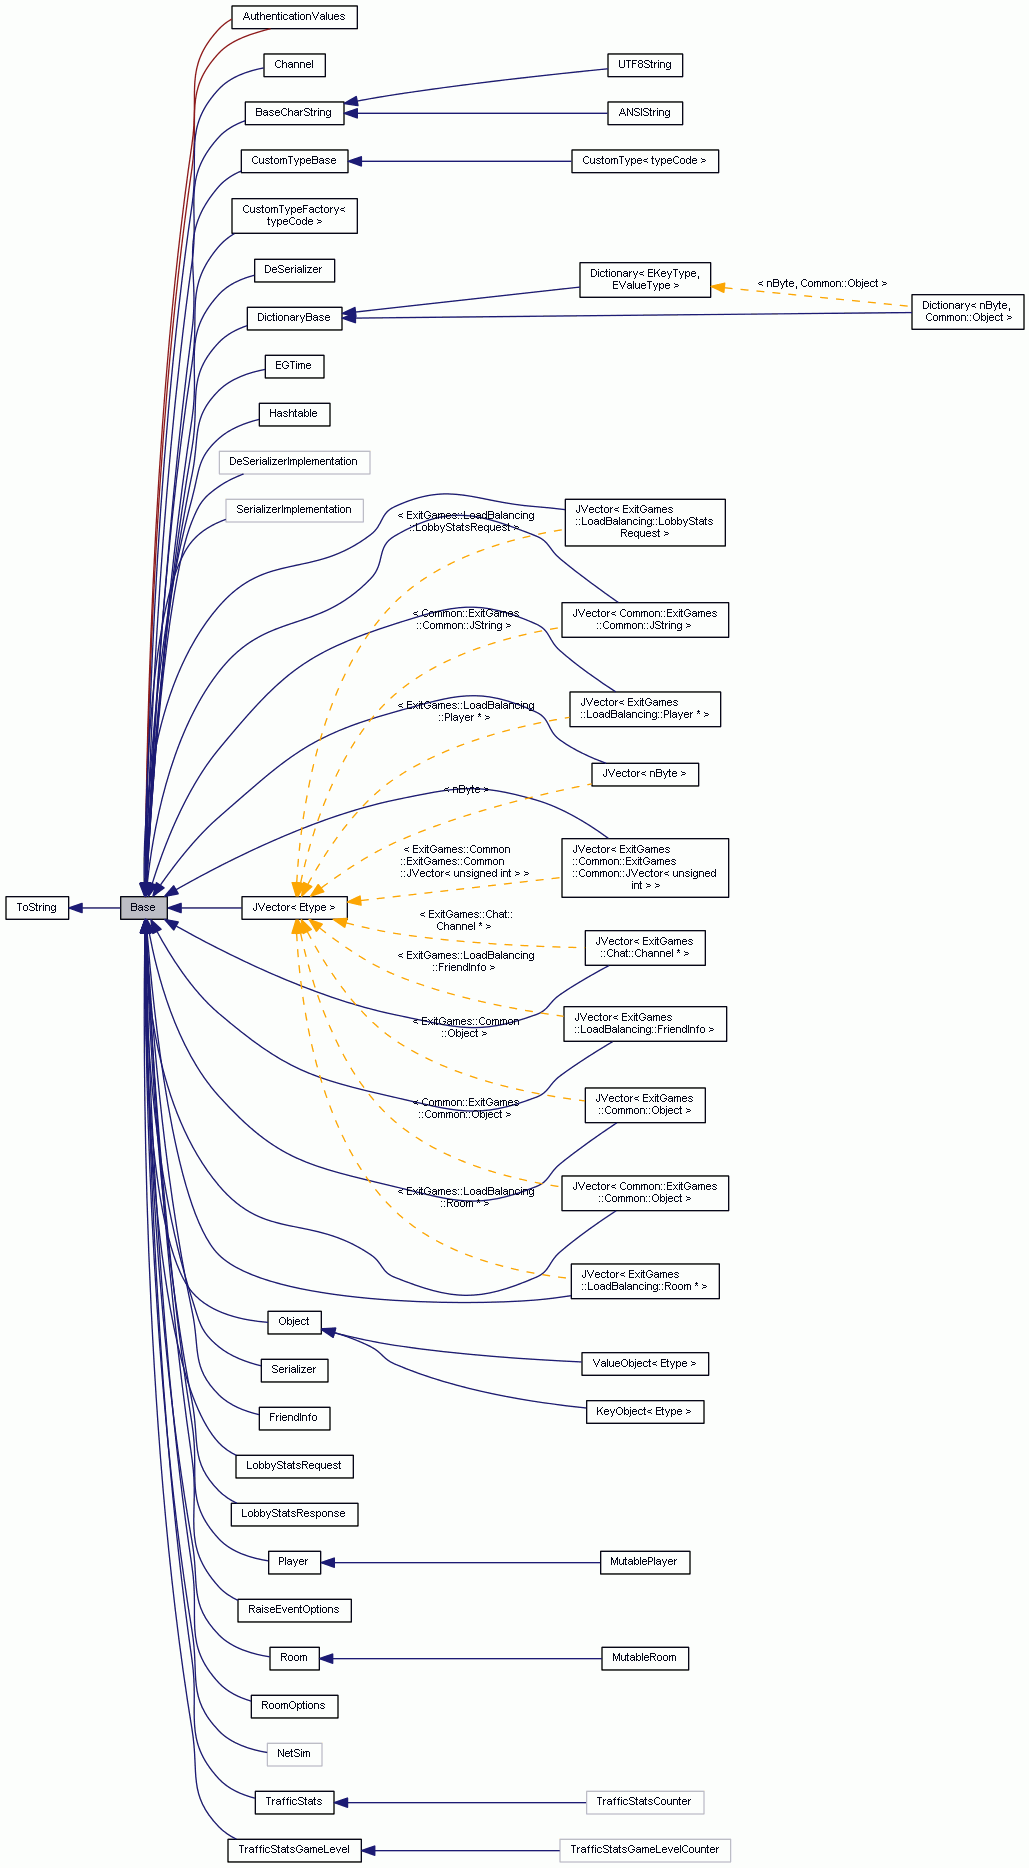 AuthenticationValues
Channel
UTF8String
BaseCharString
ANSIString
CustomTypeBase
CustomType< typeCode >
CustomTypeFactory<
typeCode >
DeSerializer
Dictionary< EKeyType,
EValueType >
< nByte, Common::Object >
Dictionary< nByte,
Common::Object >
DictionaryBase
EGTime
Hashtable
DeSerializerImplementation
SerializerImplementation
< ExitGames::LoadBalancing
::LobbyStatsRequest >
JVector< ExitGames
::LoadBalancing::LobbyStats
Request >
< Common::ExitGames
::Common::JString >
JVector< Common::ExitGames
::Common::JString >
< ExitGames::LoadBalancing
::Player * >
JVector< ExitGames
::LoadBalancing::Player * >
JVector< nByte >
< nByte >
< ExitGames::Common
::ExitGames::Common
::JVector< unsigned int > >
JVector< ExitGames
::Common::ExitGames
::Common::JVector< unsigned
int > >
ToString
Base
JVector< Etype >
< ExitGames::Chat::
Channel * >
JVector< ExitGames
::Chat::Channel * >
< ExitGames::LoadBalancing
::FriendInfo >
JVector< ExitGames
::LoadBalancing::FriendInfo >
< ExitGames::Common
::Object >
JVector< ExitGames
::Common::Object >
< Common::ExitGames
::Common::Object >
JVector< Common::ExitGames
::Common::Object >
< ExitGames::LoadBalancing
::Room * >
JVector< ExitGames
::LoadBalancing::Room * >
Object
ValueObject< Etype >
Serializer
KeyObject< Etype >
FriendInfo
LobbyStatsRequest
LobbyStatsResponse
Player
MutablePlayer
RaiseEventOptions
Room
MutableRoom
RoomOptions
NetSim
TrafficStats
TrafficStatsCounter
TrafficStatsGameLevel
TrafficStatsGameLevelCounter